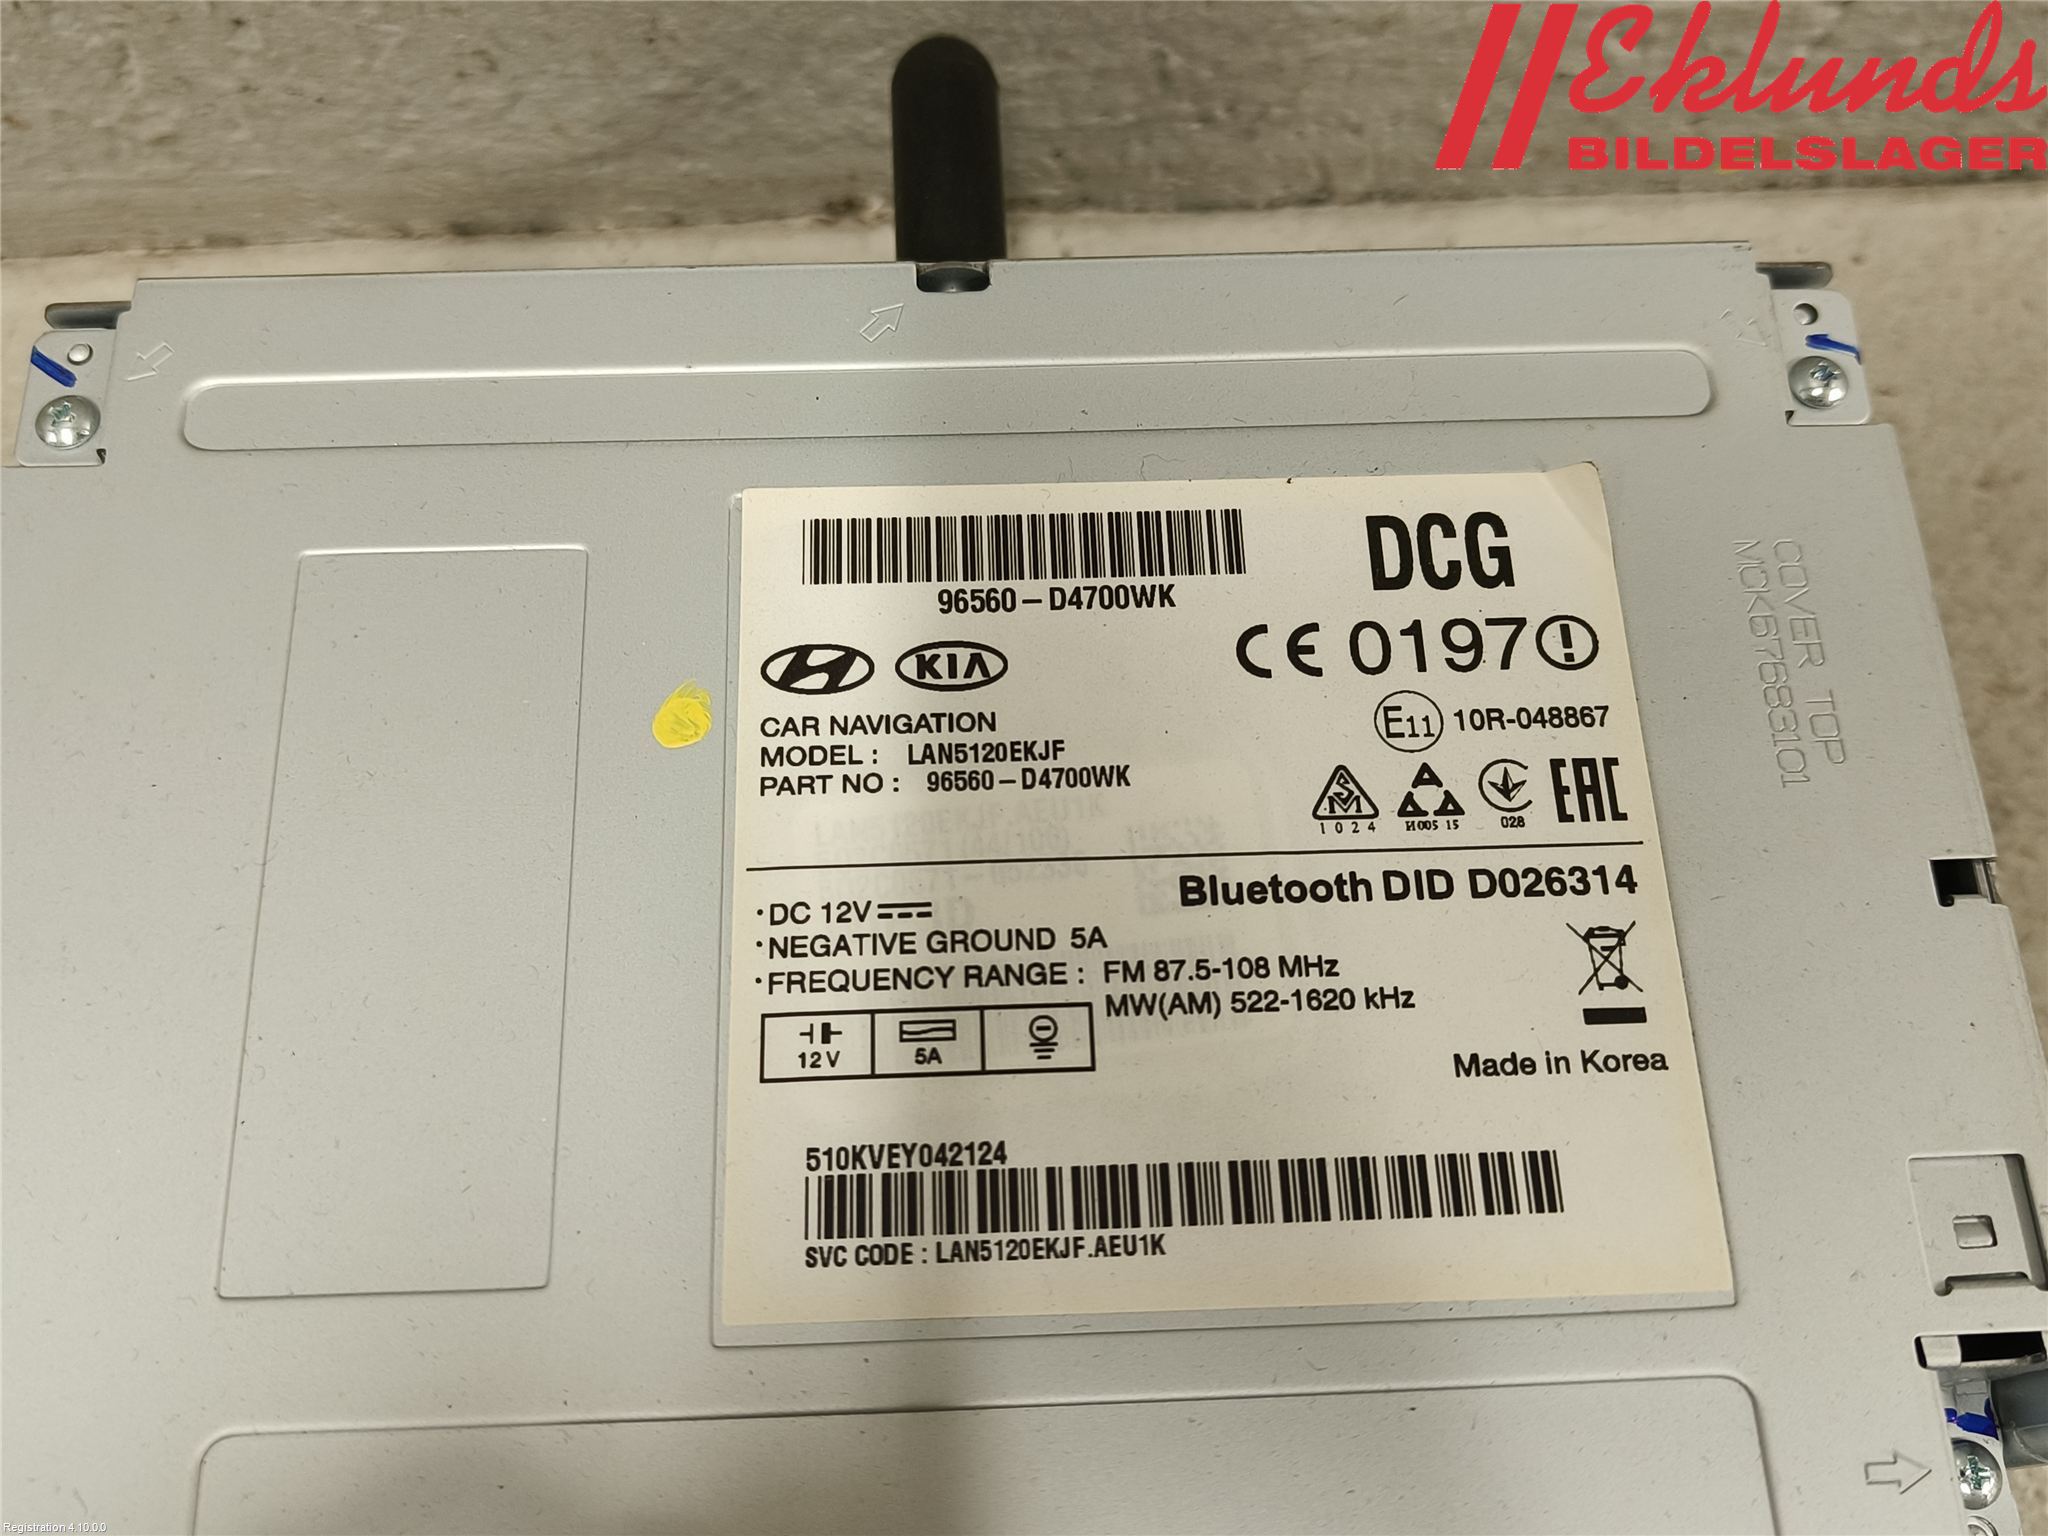 Eklunds
BILDELSLAGER
96560-D4700WK
DCG
CE 0197
KIA
CAR NAVIGATION
MODEL : LAN5120EKJF
PART NO : 96560-D4700WK
E11 10R-048867
SM
1024
И005 15
028
EAC
Bluetooth DID D026314
·DC 12V
·NEGATIVE GROUND 5A
·FREQUENCY RANGE : FM 87.5-108 MHz
MW(AM) 522-1620 kHz
12V
5A
Made in Korea
510KVEY042124
SVC CODE : LAN5120EKJF.AEU1K
COVER TOP
MCK67683101
Registration 4.10.0.0